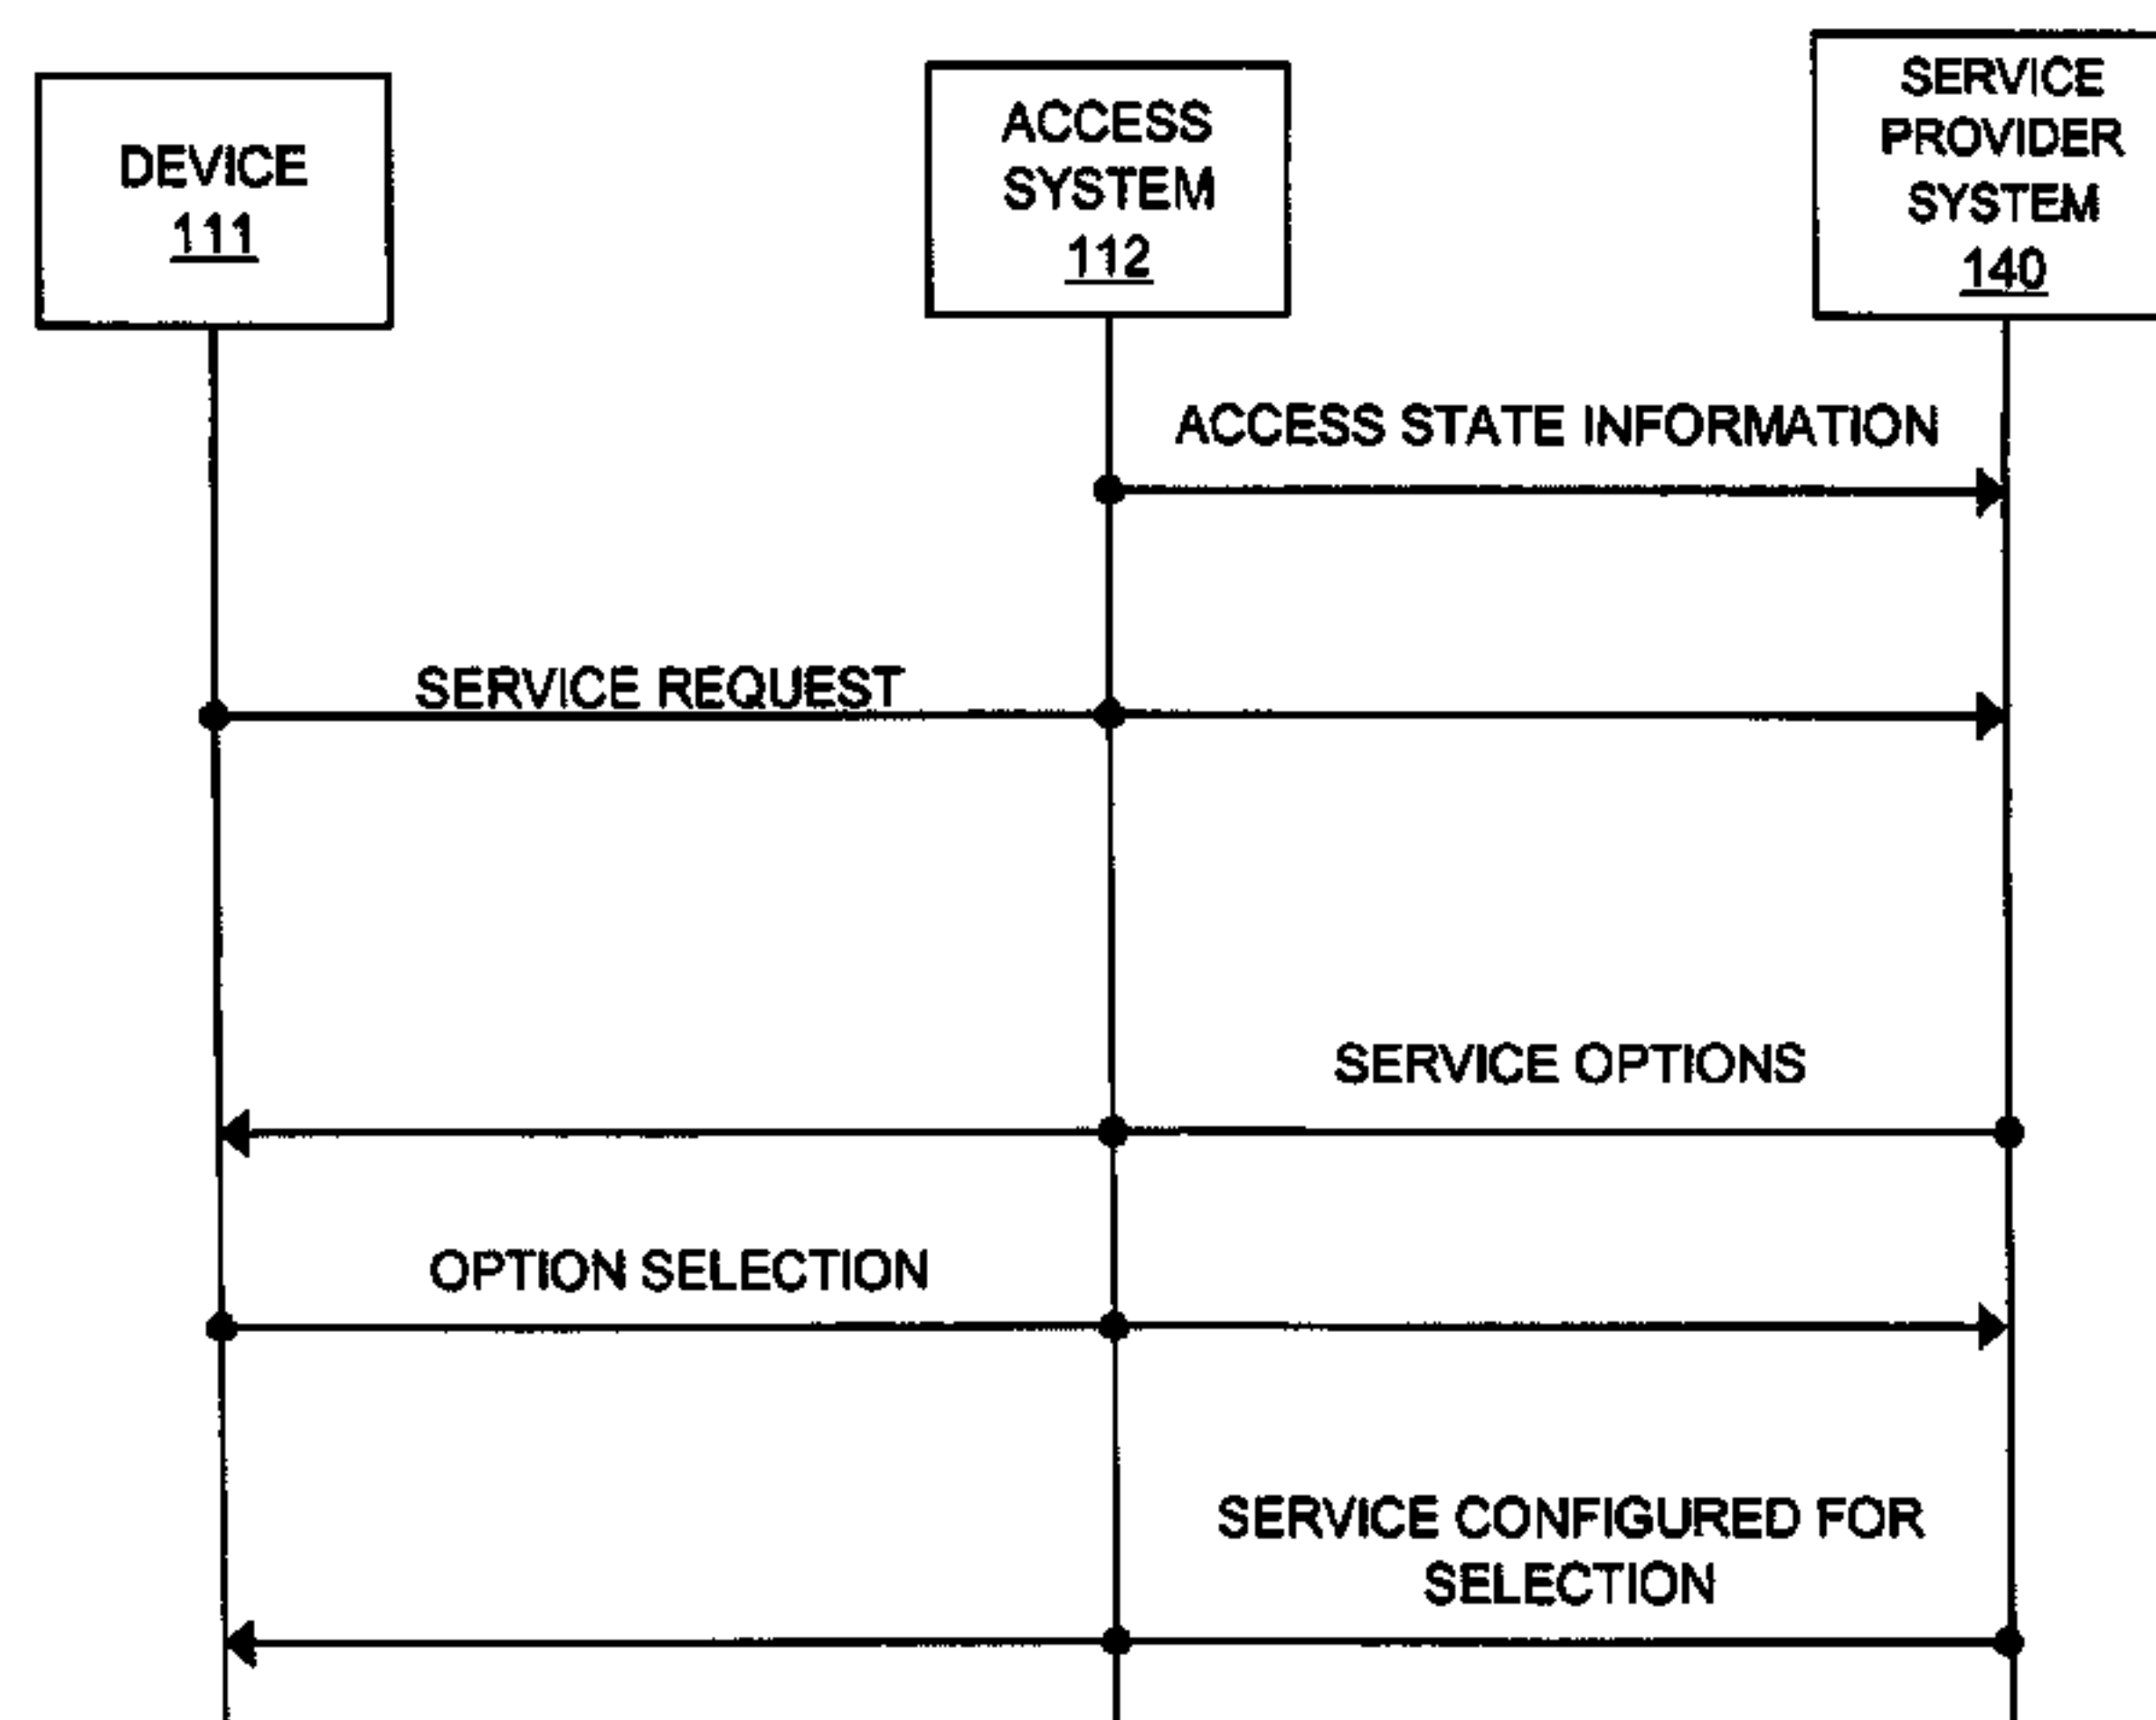 DEVICE
111
ACCESS
SYSTEM
112
SERVICE
PROVIDER
SYSTEM
140
ACCESS STATE INFORMATION
SERVICE REQUEST
SERVICE OPTIONS
OPTION SELECTION
SERVICE CONFIGURED FOR
SELECTION